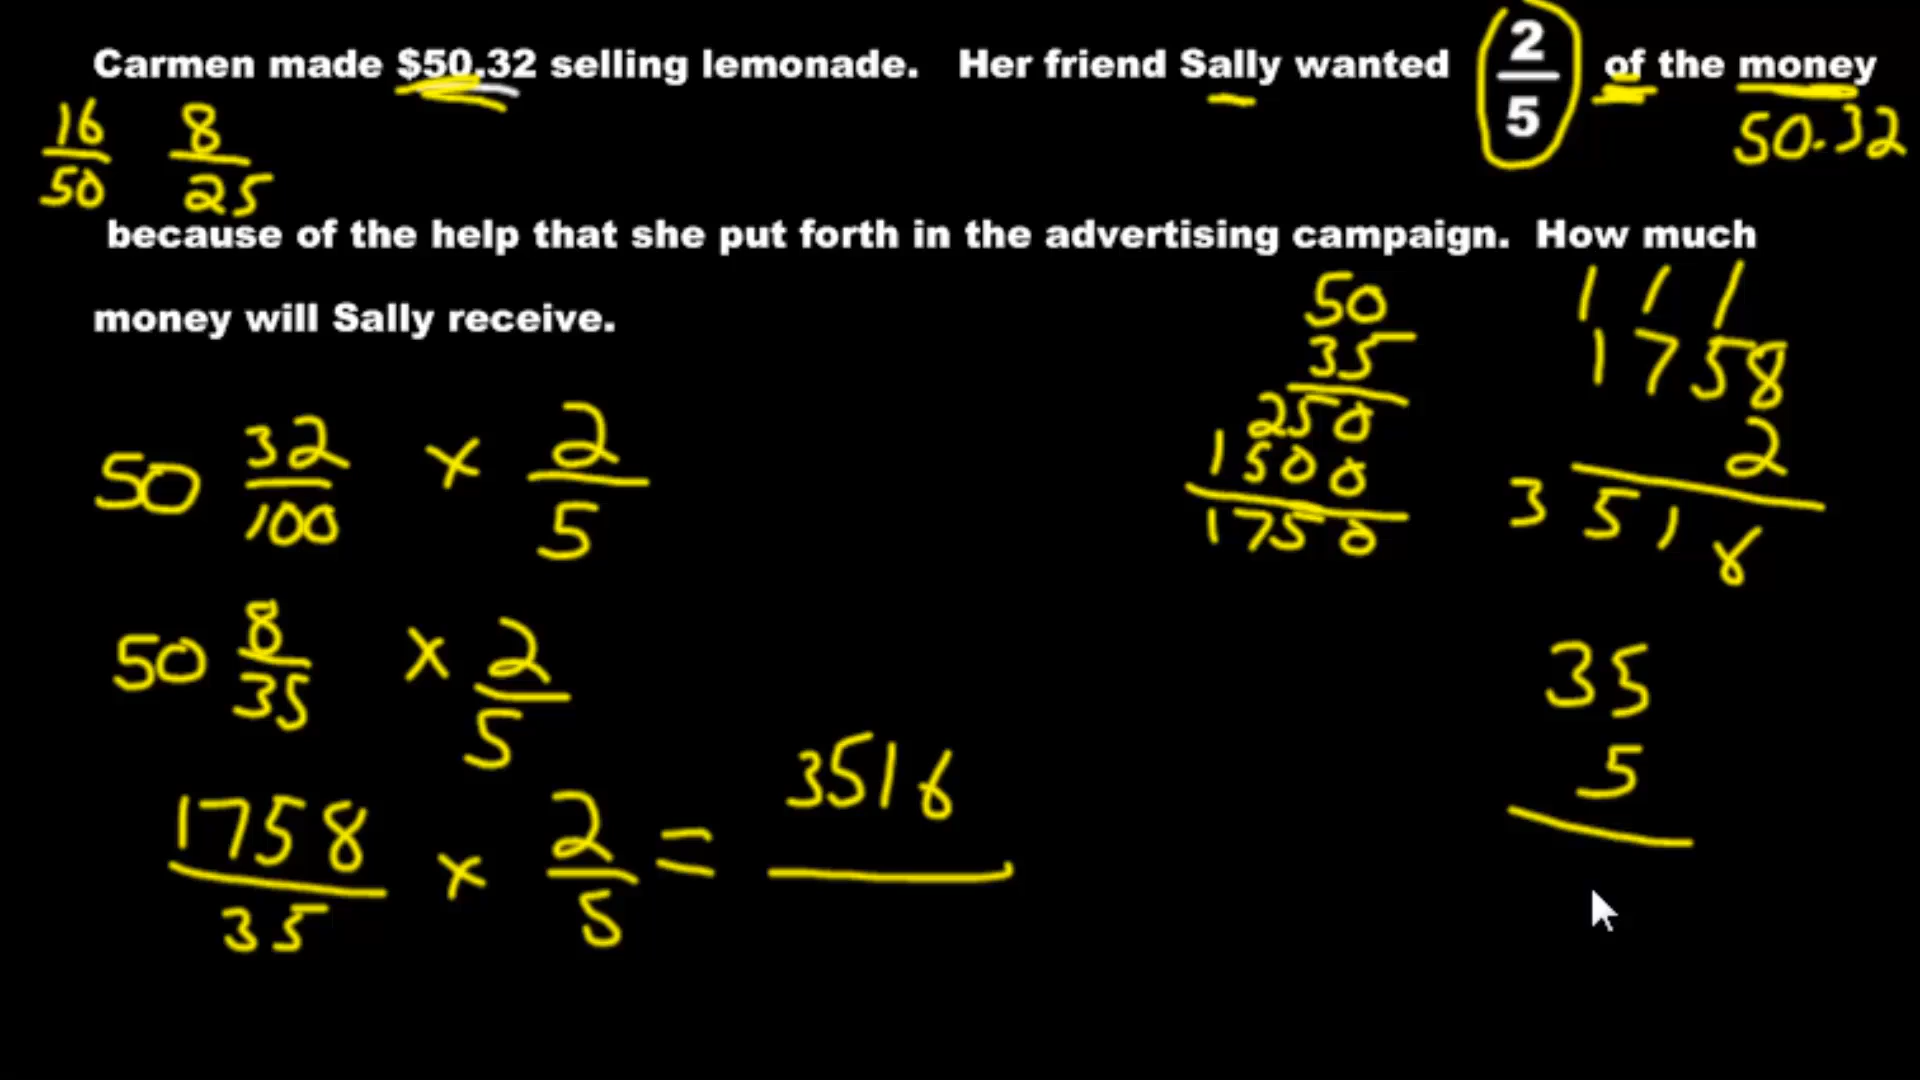 Carmen made $50.32 selling lemonade. Her friend Sally wanted 2/5 of the money
50.32
16/50 8/25
because of the help that she put forth in the advertising campaign. How much
money will Sally receive.
50 32/100 × 2/5
50 8/35 × 2/5
1758/35 × 2/5 = 3516
50
35
250
1500
1750
1 1 1
1758
2
3516
35
5